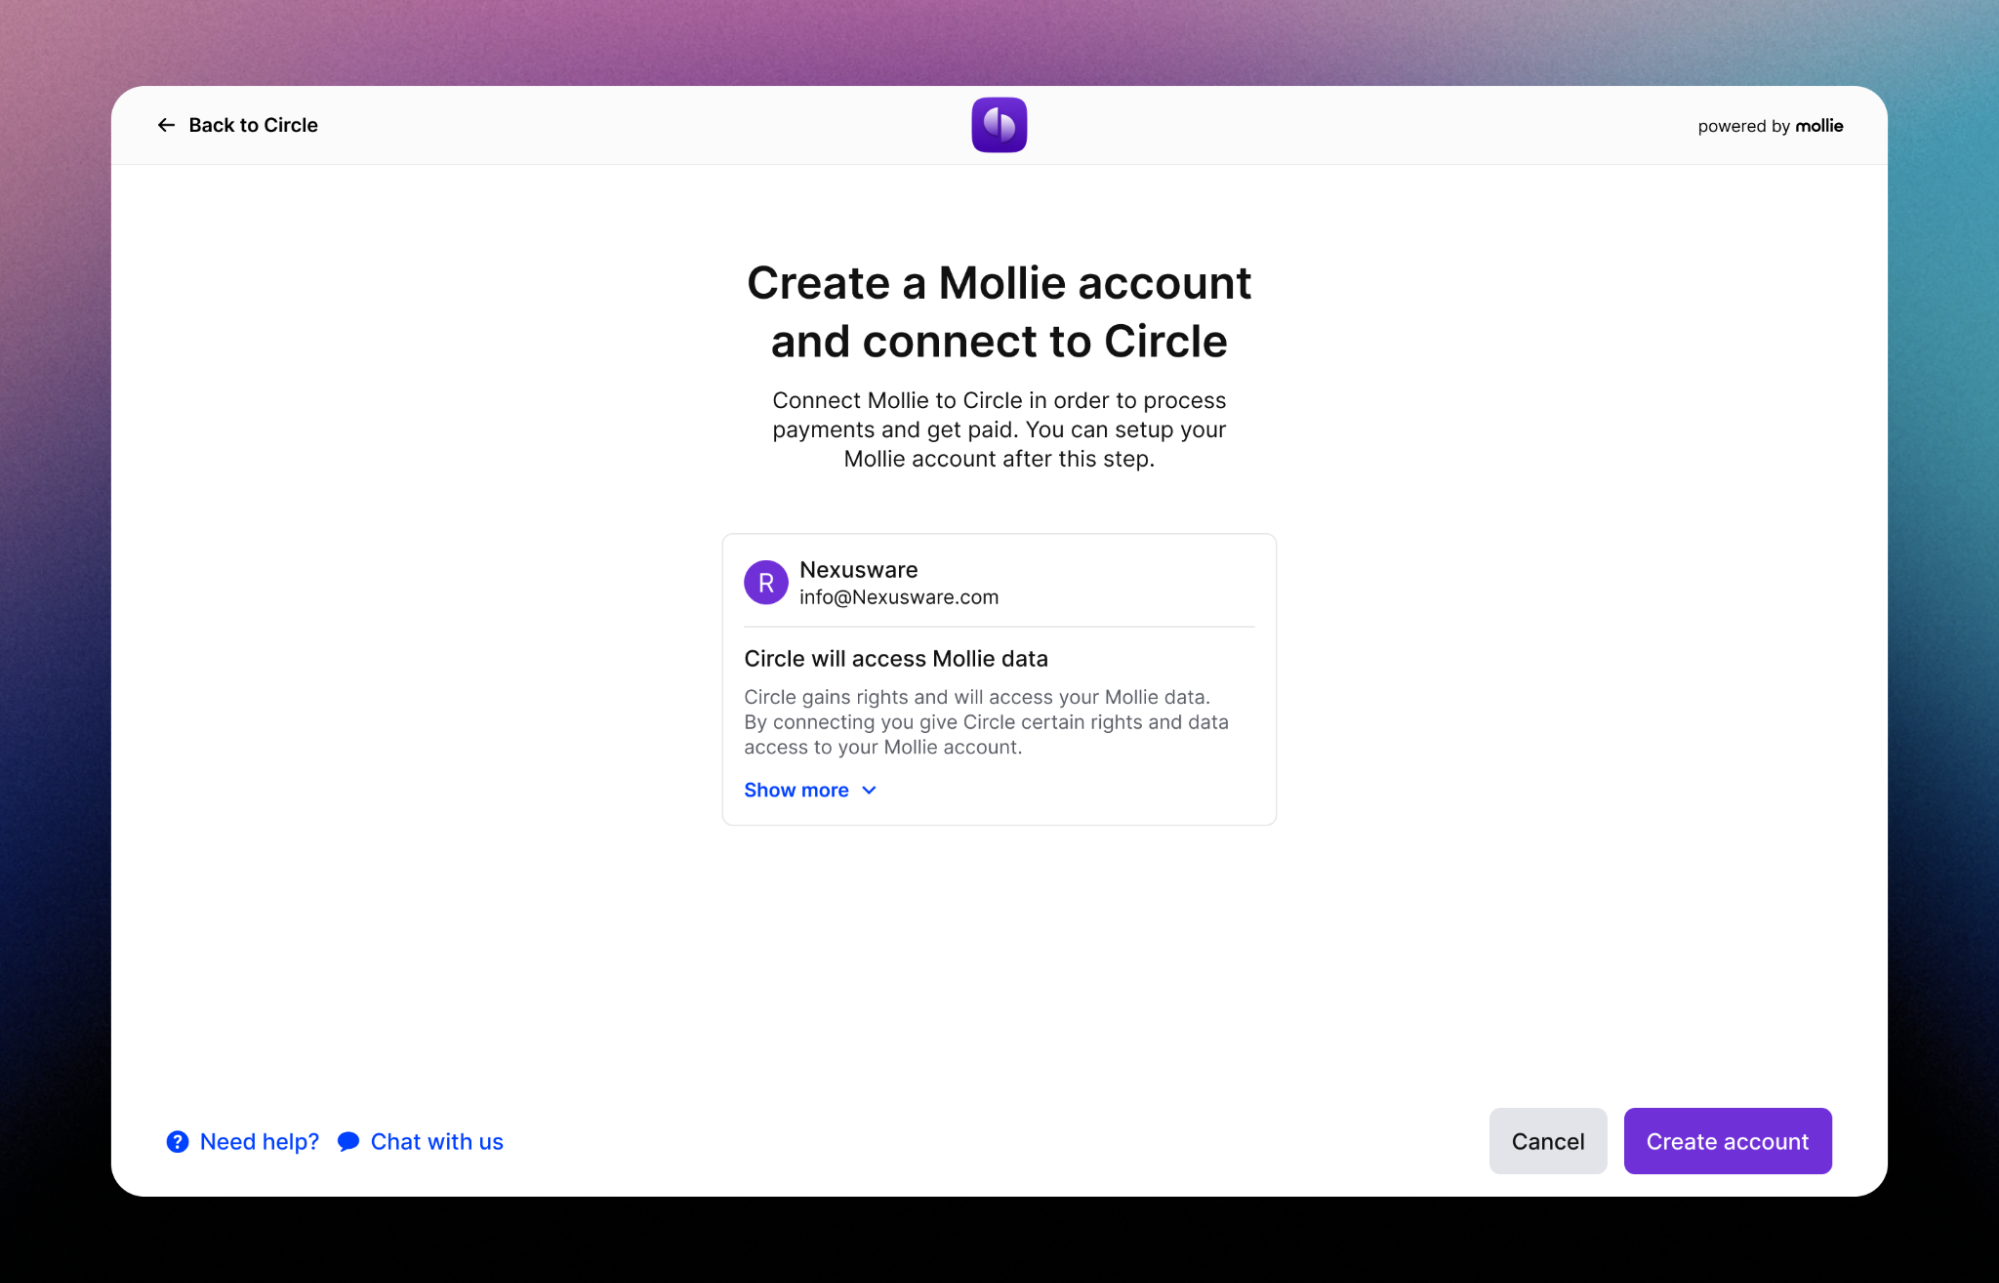 Back to Circle
powered by mollie
Create a Mollie account
and connect to Circle
Connect Mollie to Circle in order to process
payments and get paid. You can setup your
Mollie account after this step.
R
Nexusware
info@Nexusware.com
Circle will access Mollie data
Circle gains rights and will access your Mollie data.
By connecting you give Circle certain rights and data
access to your Mollie account.
Show more
? Need help?
Chat with us
Cancel
Create account